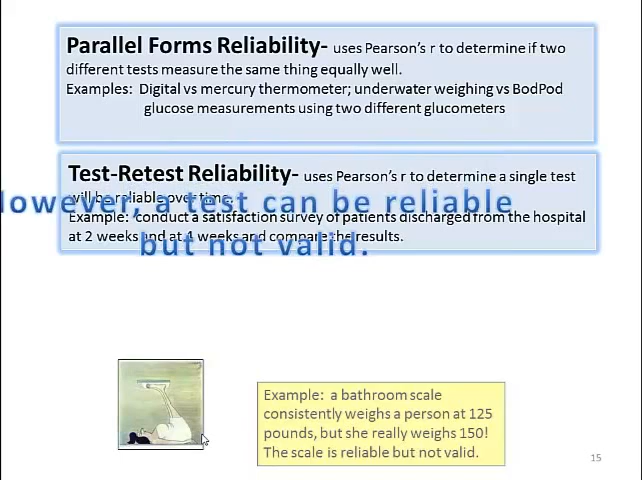 Parallel Forms Reliability- uses Pearson's r to determine if two
different tests measure the same thing equally well.
Examples: Digital vs mercury thermometer; underwater weighing vs BodPod
glucose measurements using two different glucometers
Test-Retest Reliability- uses Pearson's r to determine a single test
will be reliable over time.
owever, a test can be reliable
Example: conduct a satisfaction survey of patients discharged from the hospital
at 2 weeks and at 4 weeks and compare the results.
but not valid.
Example: a bathroom scale
consistently weighs a person at 125
pounds, but she really weighs 150!
The scale is reliable but not valid.
15